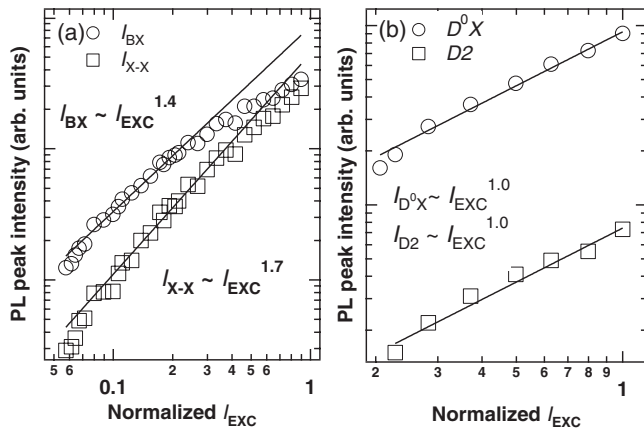 (a)
I_BX
I_X-X
I_BX ~ I_EXC^1.4
I_X-X ~ I_EXC^1.7
PL peak intensity (arb. units)
5 6 0.1 2 3 4 5 6 1
Normalized I_EXC
(b)
D^0X
D2
I_D^0X ~ I_EXC^1.0
I_D2 ~ I_EXC^1.0
PL peak intensity (arb. units)
2 3 4 5 6 7 8 9 1
Normalized I_EXC